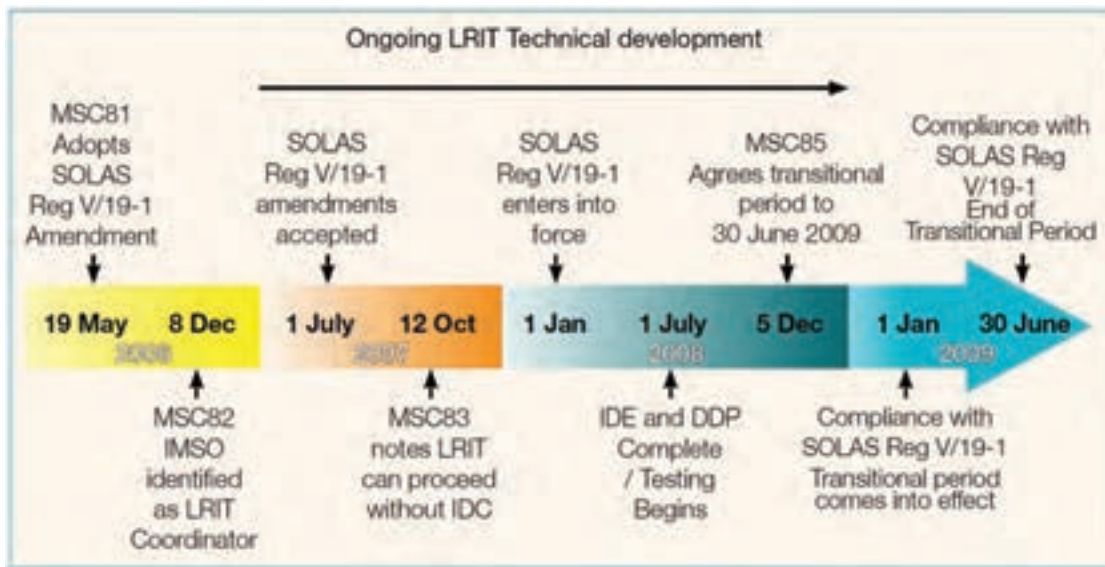 Ongoing LRIT Technical development
MSC81
Adopts
SOLAS
Reg V/19-1
Amendment
SOLAS
Reg V/19-1
amendments
accepted
SOLAS
Reg V/19-1
enters into
force
MSC85
Agrees transitional
period to
30 June 2009
Compliance with
SOLAS Reg
V/19-1
End of
Transitional Period
19 May 8 Dec 1 July 12 Oct 1 Jan 1 July 5 Dec 1 Jan 30 June
2006 2007 2008 2009
MSC82
IMSO
identified
as LRIT
Coordinator
MSC83
notes LRIT
can proceed
without IDC
IDE and DDP
Complete
/ Testing
Begins
Compliance with
SOLAS Reg V/19-1
Transitional period
comes into effect